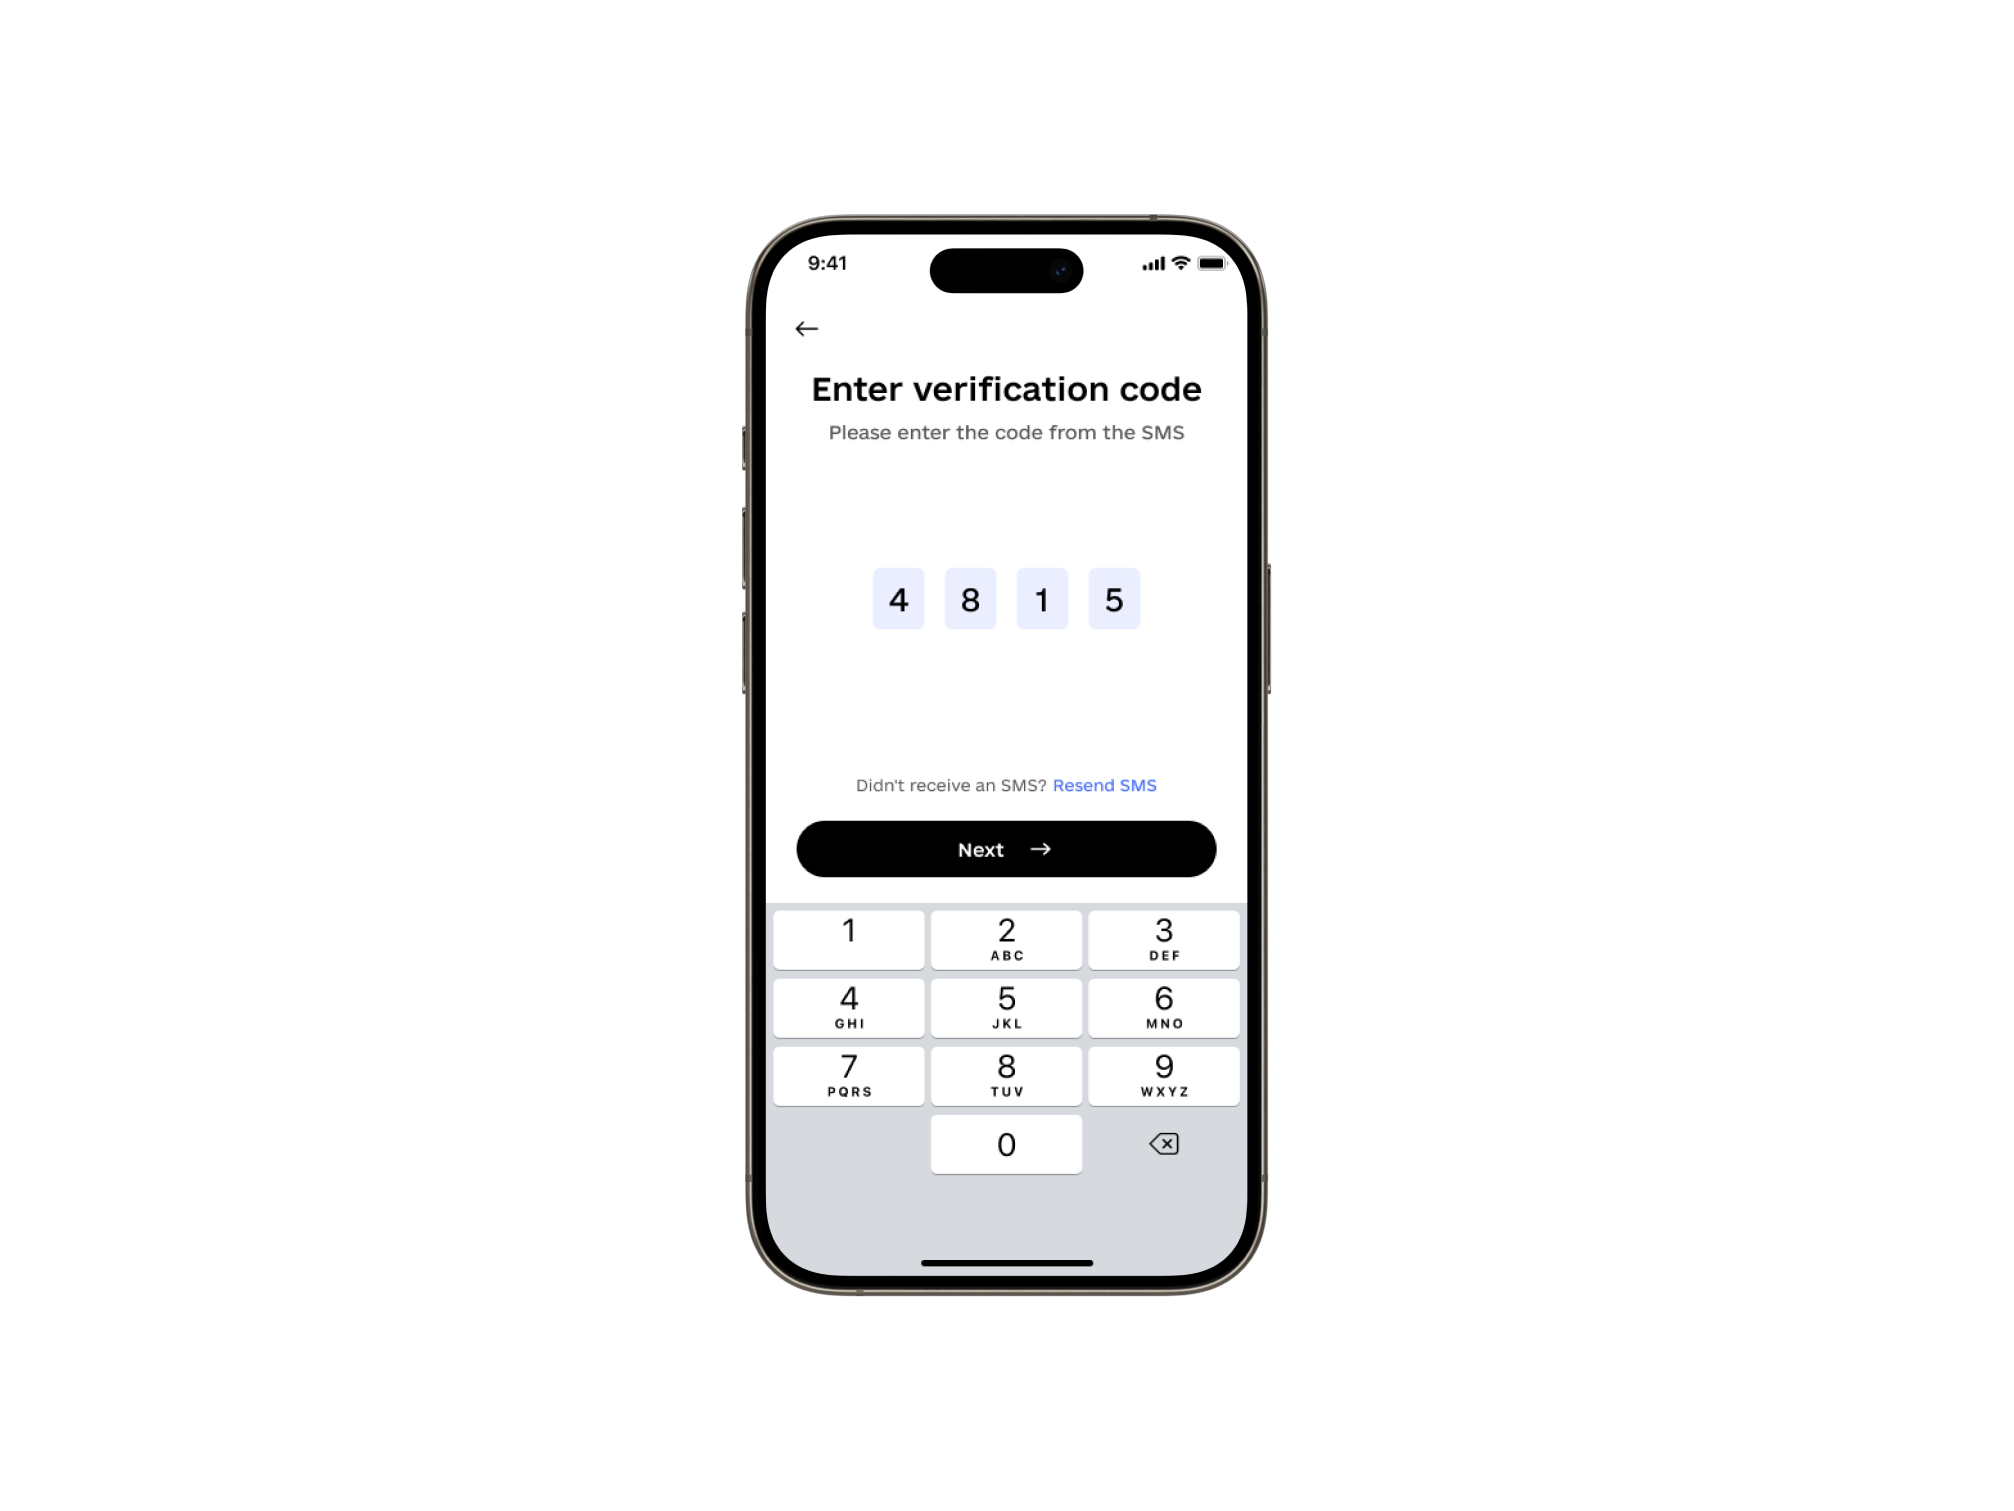 9:41
Enter verification code
Please enter the code from the SMS
4 8 1 5
Didn't receive an SMS? Resend SMS
Next
1 2 3
ABC DEF
4 5 6
GHI JKL MNO
7 8 9
PQRS TUV WXYZ
0